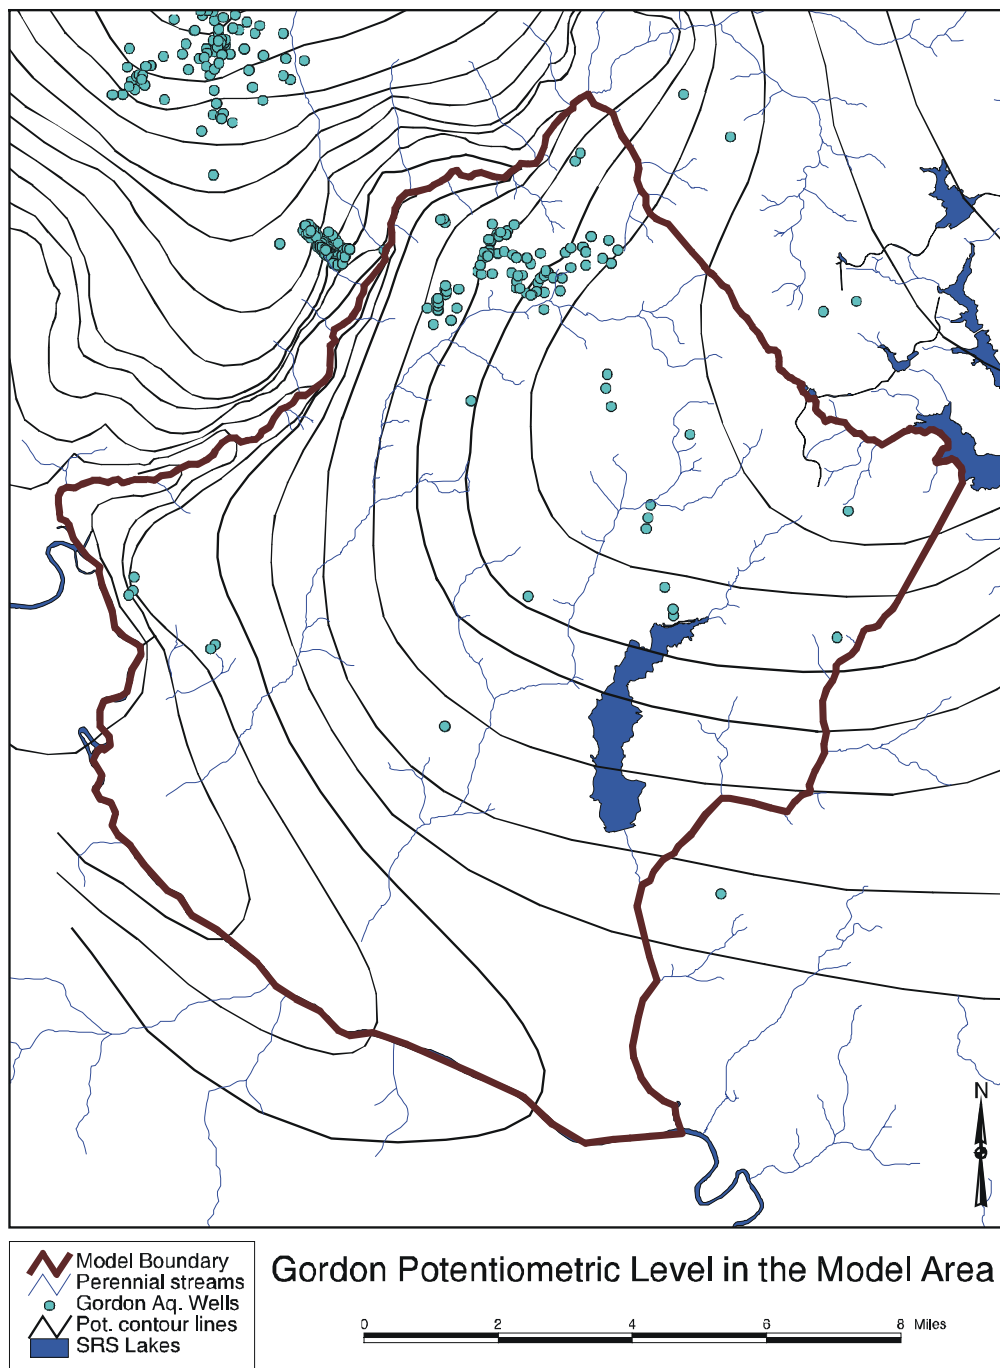 N
Model Boundary
Perennial streams
Gordon Aq. Wells
Pot. contour lines
SRS Lakes
Gordon Potentiometric Level in the Model Area
0 2 4 6 8 Miles